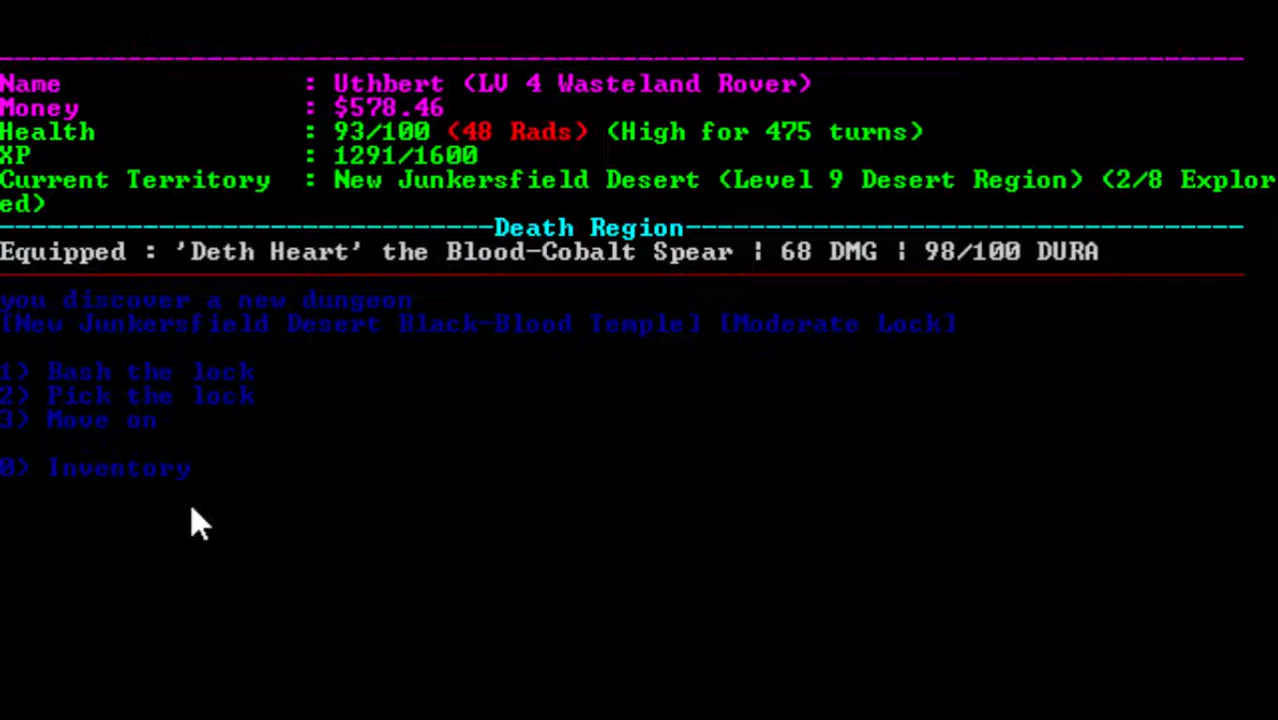 Name : Uthbert (LV 4 Wasteland Rover)
Money : $578.46
Health : 93/100 (48 Rads) (High for 475 turns)
XP : 1291/1600
Current Territory : New Junkersfield Desert (Level 9 Desert Region) (2/8 Explor
ed)
Death Region
Equipped : 'Deth Heart' the Blood-Cobalt Spear | 68 DMG | 98/100 DURA
you discover a new dungeon
[New Junkersfield Desert Black-Blood Temple] [Moderate Lock]
1) Bash the lock
2) Pick the lock
3) Move on
0) Inventory